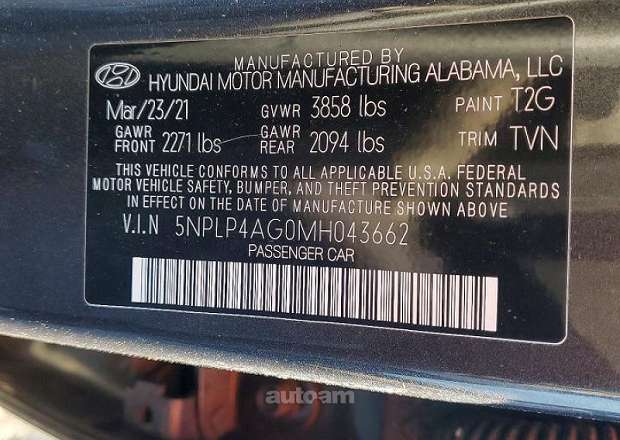 MANUFACTURED BY
HYUNDAI MOTOR MANUFACTURING ALABAMA, LLC
Mar/23/21 GVWR 3858 lbs PAINT T2G
GAWR FRONT 2271 lbs GAWR REAR 2094 lbs TRIM TVN
THIS VEHICLE CONFORMS TO ALL APPLICABLE U.S.A. FEDERAL
MOTOR VEHICLE SAFETY, BUMPER, AND THEFT PREVENTION STANDARDS
IN EFFECT ON THE DATE OF MANUFACTURE SHOWN ABOVE
V.I.N 5NPLP4AG0MH043662
PASSENGER CAR
autoam